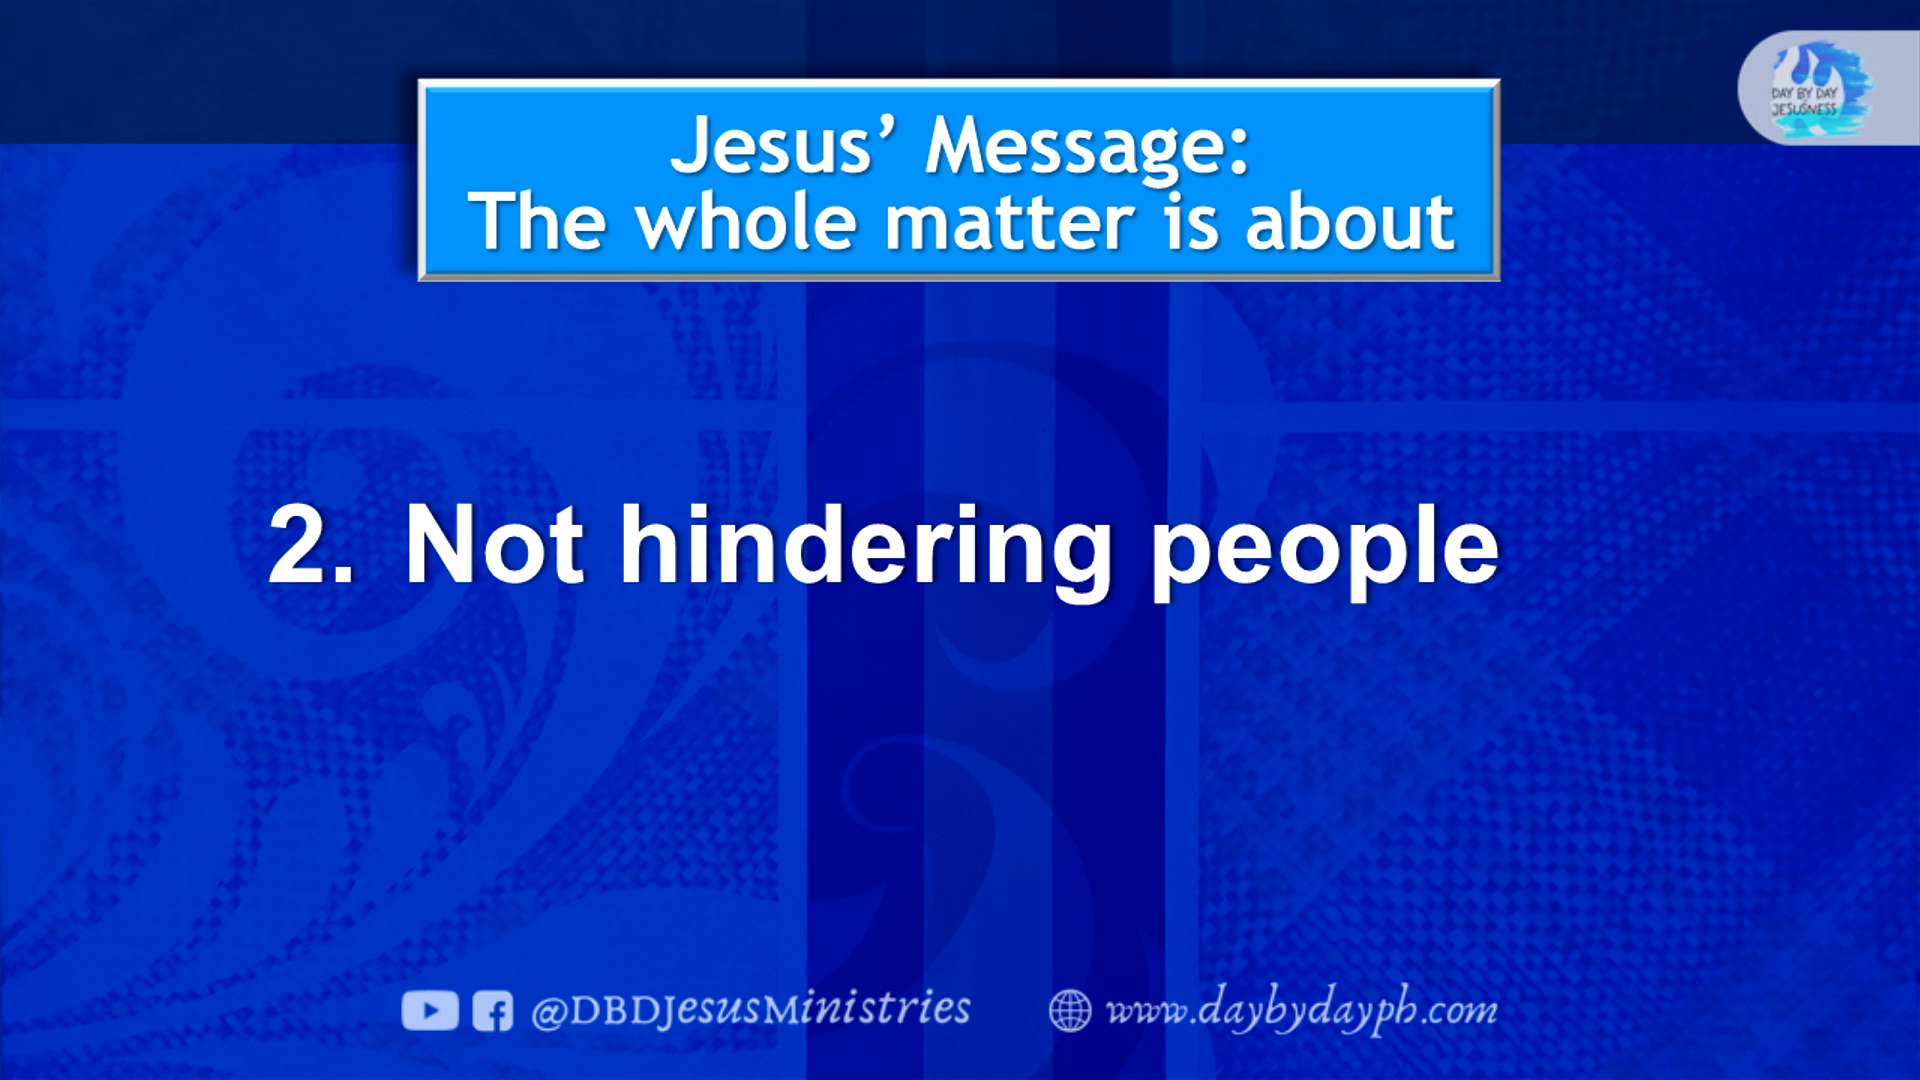 DAY BY DAY
JESUSNESS
Jesus’ Message:
The whole matter is about
2. Not hindering people
@DBDJesusMinistries
www.daybydayph.com